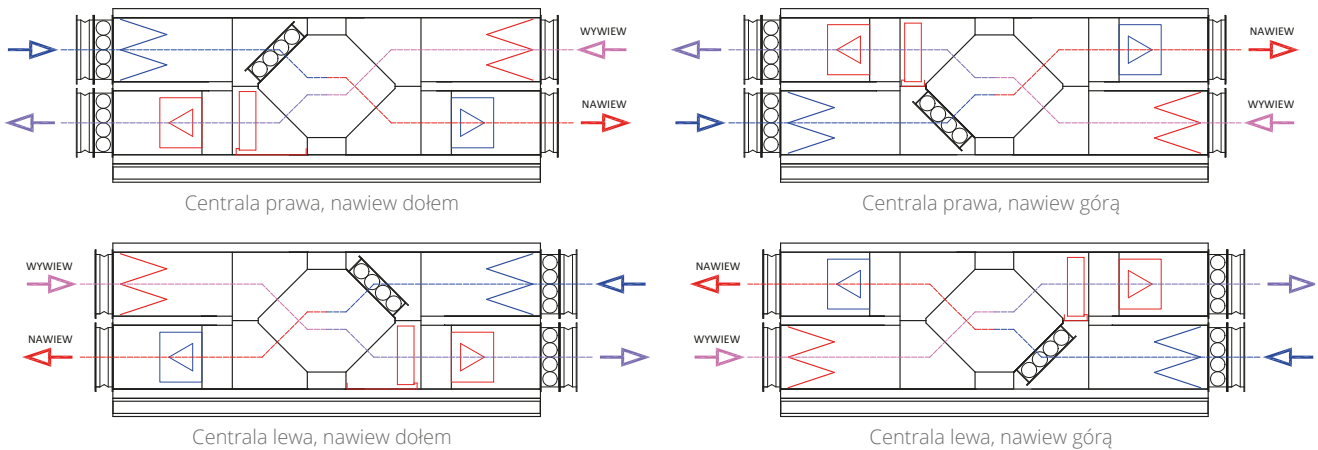 WYWIEW
NAWIEW
Centrala prawa, nawiew dołem
NAWIEW
WYWIEW
Centrala prawa, nawiew górą
WYWIEW
NAWIEW
Centrala lewa, nawiew dołem
NAWIEW
WYWIEW
Centrala lewa, nawiew górą